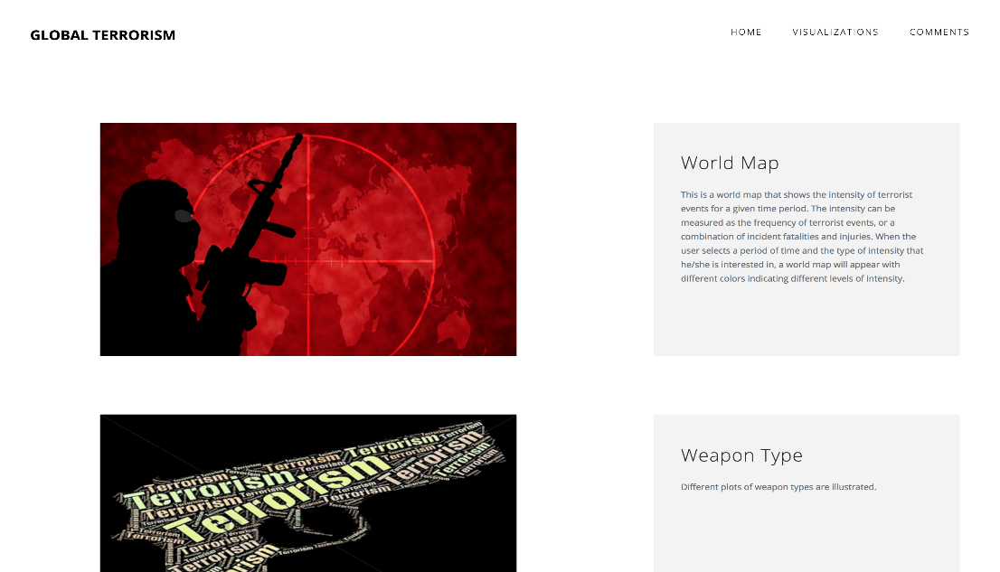 GLOBAL TERRORISM
HOME VISUALIZATIONS COMMENTS
World Map
This is a world map that shows the intensity of terrorist
events for a given time period. The intensity can be
measured as the frequency of terrorist events, or a
combination of incident fatalities and injuries. When the
user selects a period of time and the type of intensity that
he/she is interested in, a world map will appear with
different colors indicating different levels of intensity.
Terrorism Terrorism Terrorism
Terrorism Terrorism Terrorism
Terrorism
Weapon Type
Different plots of weapon types are illustrated.